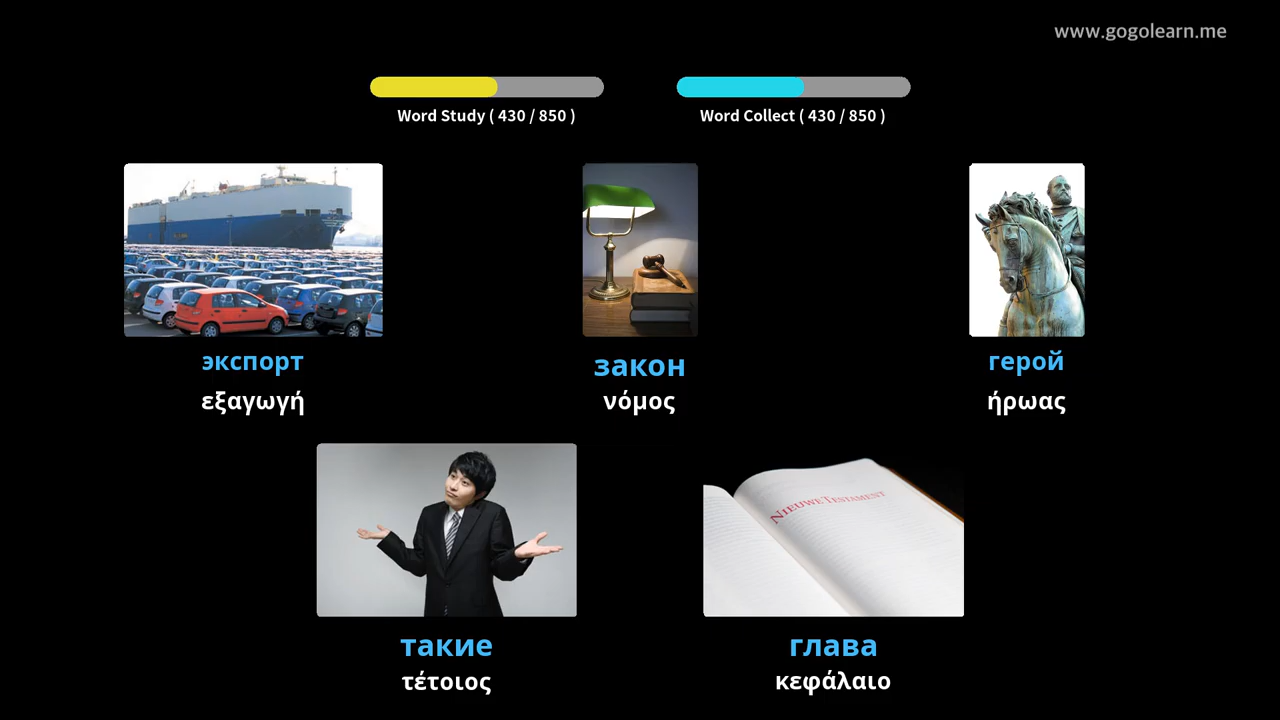 www.gogolearn.me
Word Study ( 430 / 850 )
Word Collect ( 430 / 850 )
экспорт
εξαγωγή
закон
νόμος
герой
ήρωας
NIEUWE TESTAMENT
такие
τέτοιος
глава
κεφάλαιο